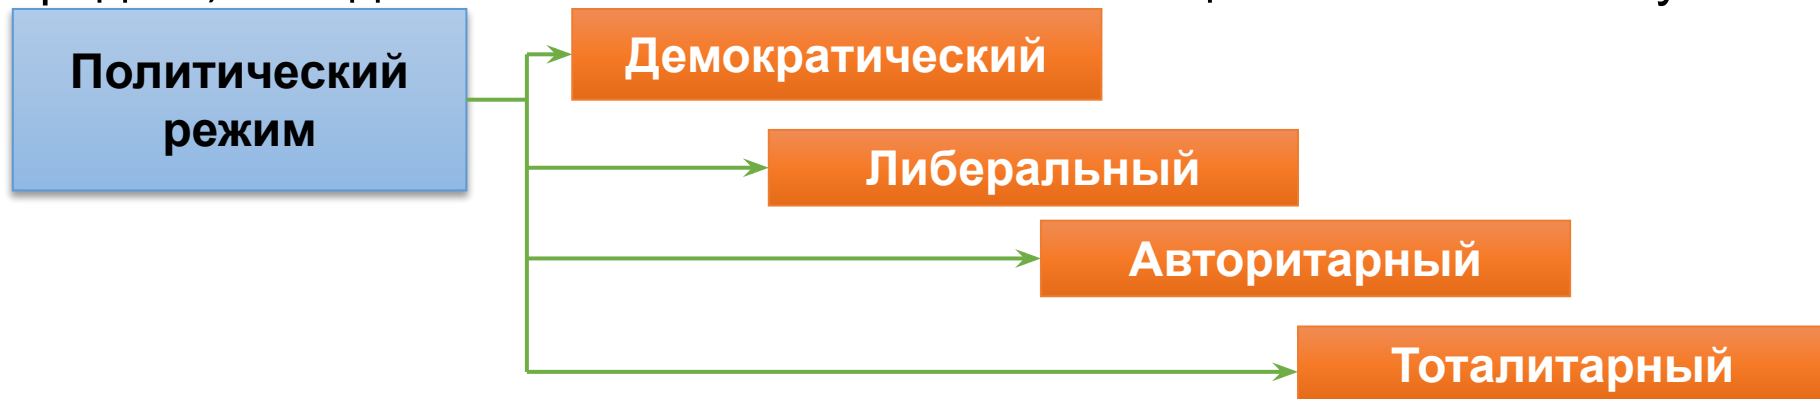 Политический
режим
Демократический
Либеральный
Авторитарный
Тоталитарный